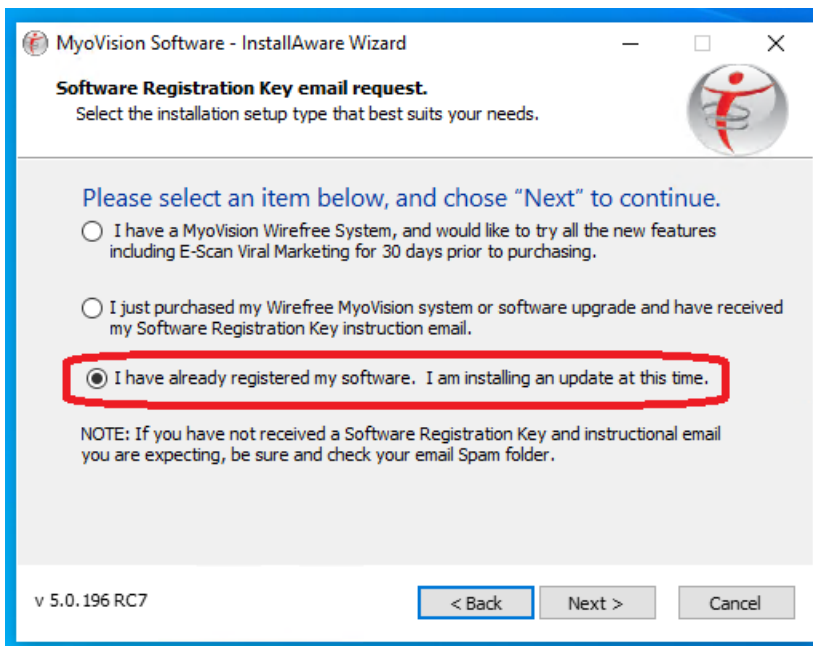 MyoVision Software - InstallAware Wizard
Software Registration Key email request.
Select the installation setup type that best suits your needs.
Please select an item below, and chose “Next” to continue.
I have a MyoVision Wirefree System, and would like to try all the new features
including E-Scan Viral Marketing for 30 days prior to purchasing.
I just purchased my Wirefree MyoVision system or software upgrade and have received
my Software Registration Key instruction email.
I have already registered my software.  I am installing an update at this time.
NOTE: If you have not received a Software Registration Key and instructional email
you are expecting, be sure and check your email Spam folder.
v 5.0.196 RC7
< Back
Next >
Cancel